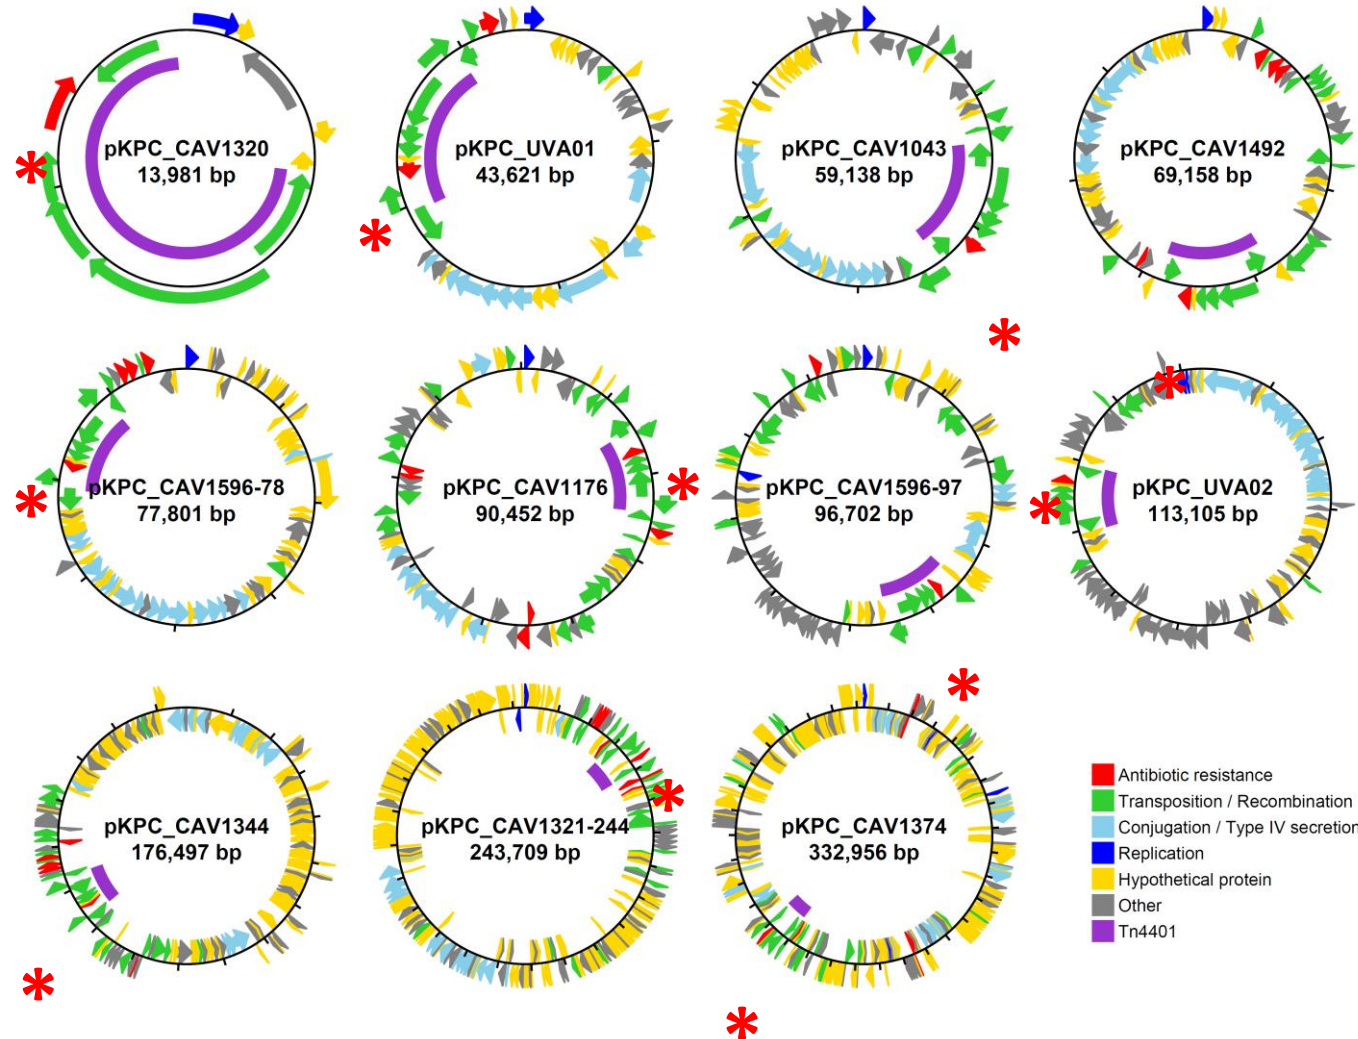 pKPC_CAV1320
13,981 bp
pKPC_UVA01
43,621 bp
pKPC_CAV1043
59,138 bp
pKPC_CAV1492
69,158 bp
pKPC_CAV1596-78
77,801 bp
pKPC_CAV1176
90,452 bp
pKPC_CAV1596-97
96,702 bp
pKPC_UVA02
113,105 bp
pKPC_CAV1344
176,497 bp
pKPC_CAV1321-244
243,709 bp
pKPC_CAV1374
332,956 bp
Antibiotic resistance
Transposition / Recombination
Conjugation / Type IV secretion
Replication
Hypothetical protein
Other
Tn4401